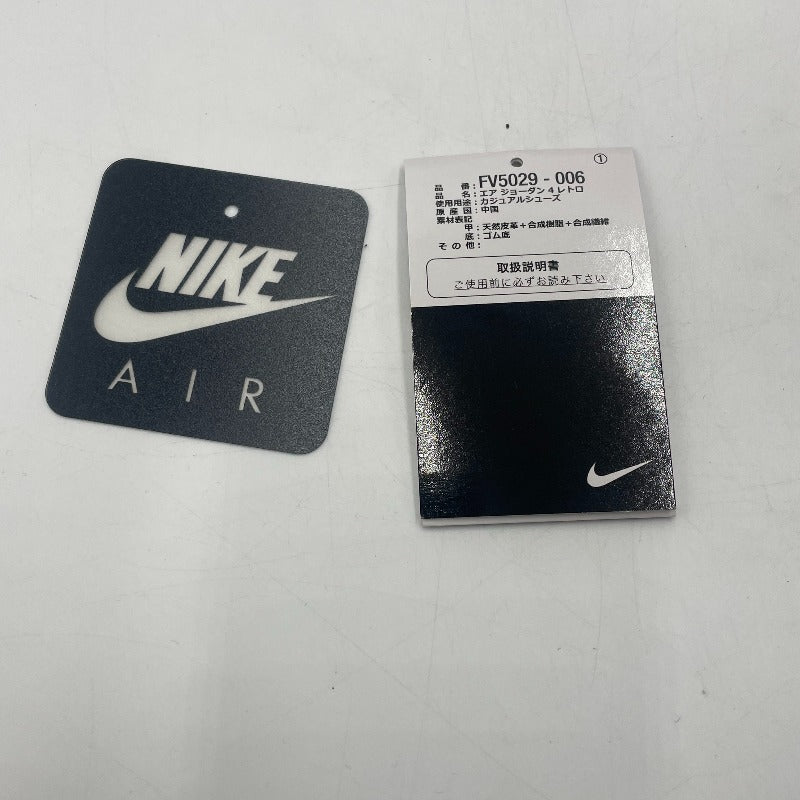 NIKE
AIR
①
品 番：FV5029 - 006
品 名：エア ジョーダン 4 レトロ
使用用途：カジュアルシューズ
原 産 国：中国
素材表記
甲：天然皮革＋合成樹脂＋合成繊維
底：ゴム底
そ の 他：
取扱説明書
ご使用前に必ずお読み下さい